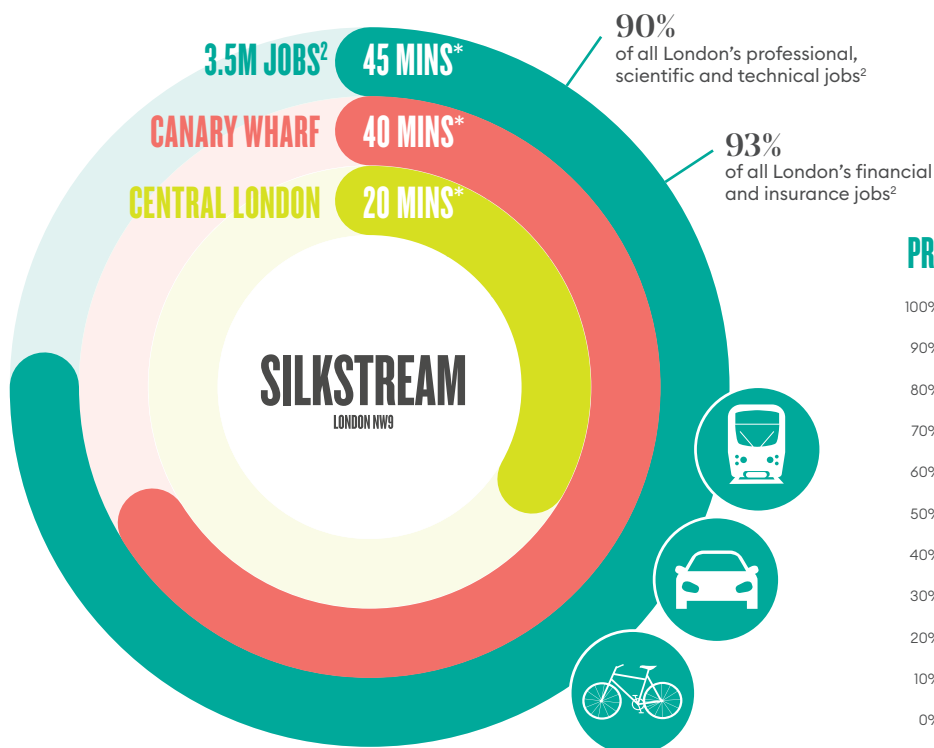 3.5M JOBS² 45 MINS*
CANARY WHARF 40 MINS*
CENTRAL LONDON 20 MINS*
SILKSTREAM
LONDON NW9
90%
of all London's professional,
scientific and technical jobs²
93%
of all London's financial
and insurance jobs²
PR
100%
90%
80%
70%
60%
50%
40%
30%
20%
10%
0%